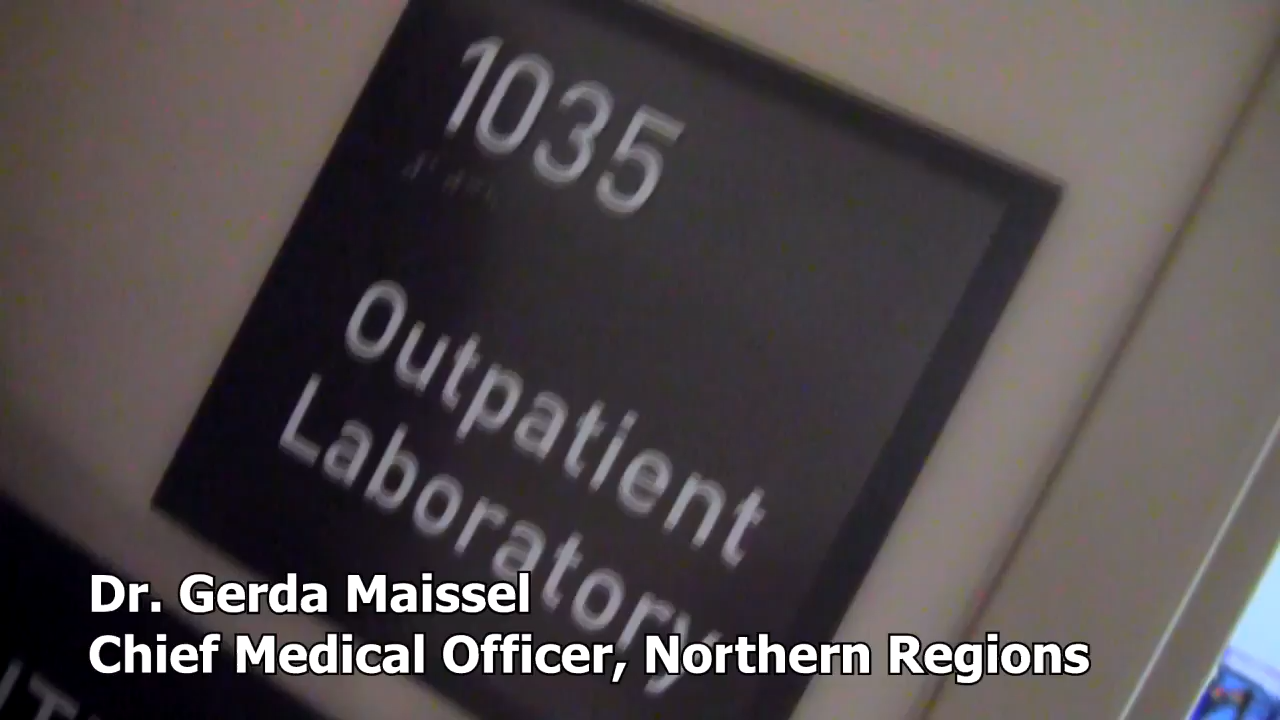 1035
Outpatient
Laboratory
Dr. Gerda Maissel
Chief Medical Officer, Northern Regions